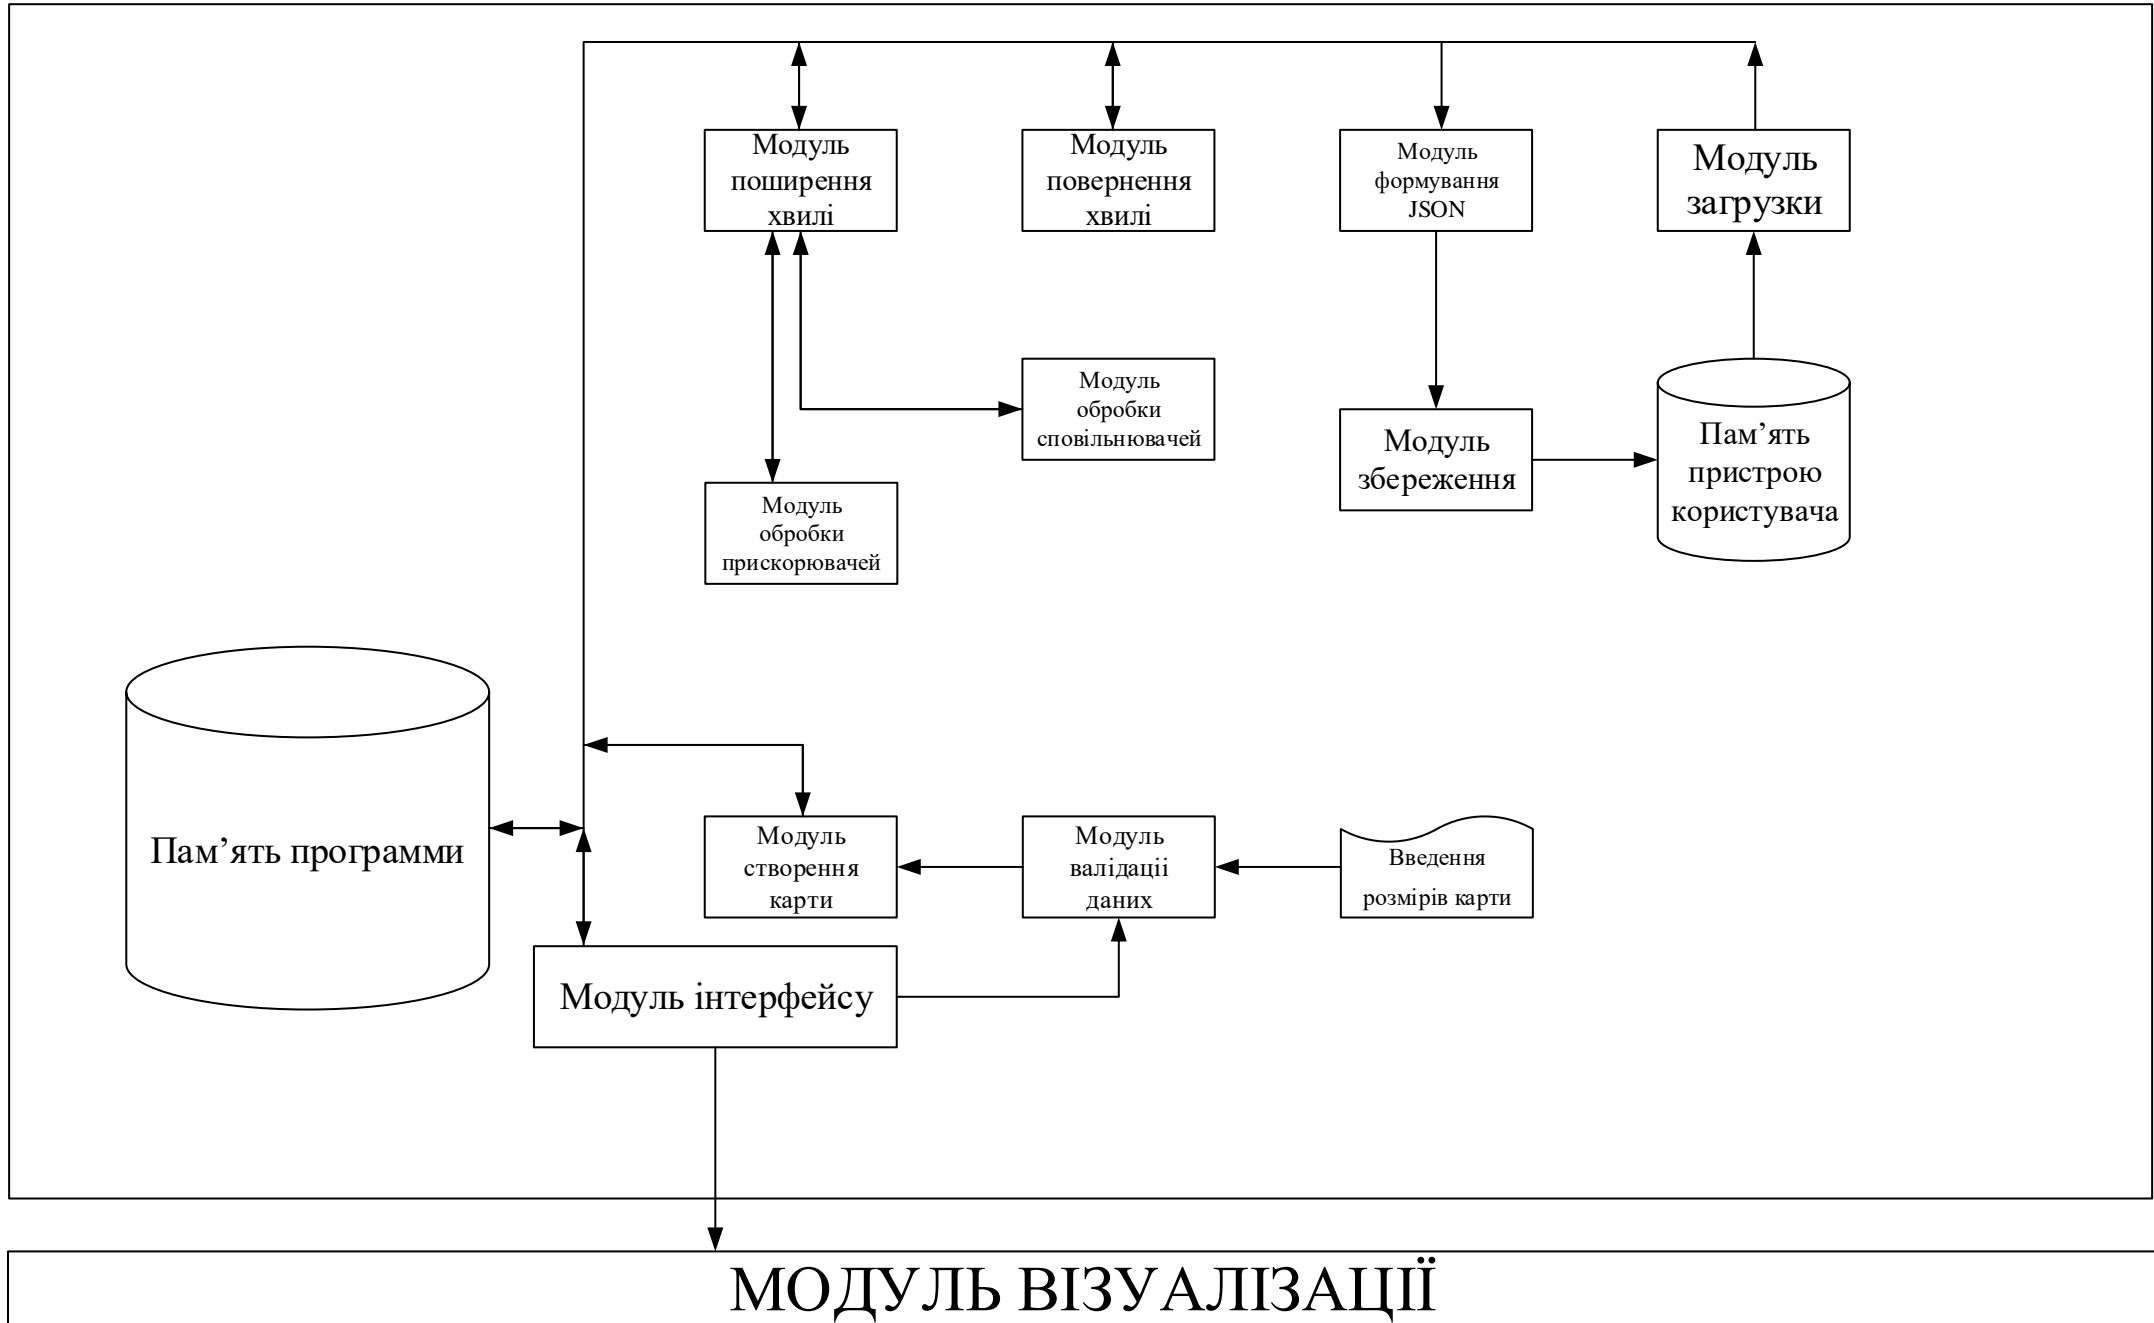 Модуль
поширення
хвилі
Модуль
повернення
хвилі
Модуль
формування
JSON
Модуль
загрузки
Модуль
обробки
сповільнювачей
Модуль
збереження
Пам’ять
пристрою
користувача
Модуль
обробки
прискорювачей
Пам’ять программи
Модуль
створення
карти
Модуль
валідаціі
даних
Введення
розмірів карти
Модуль інтерфейсу
МОДУЛЬ ВІЗУАЛІЗАЦІЇ